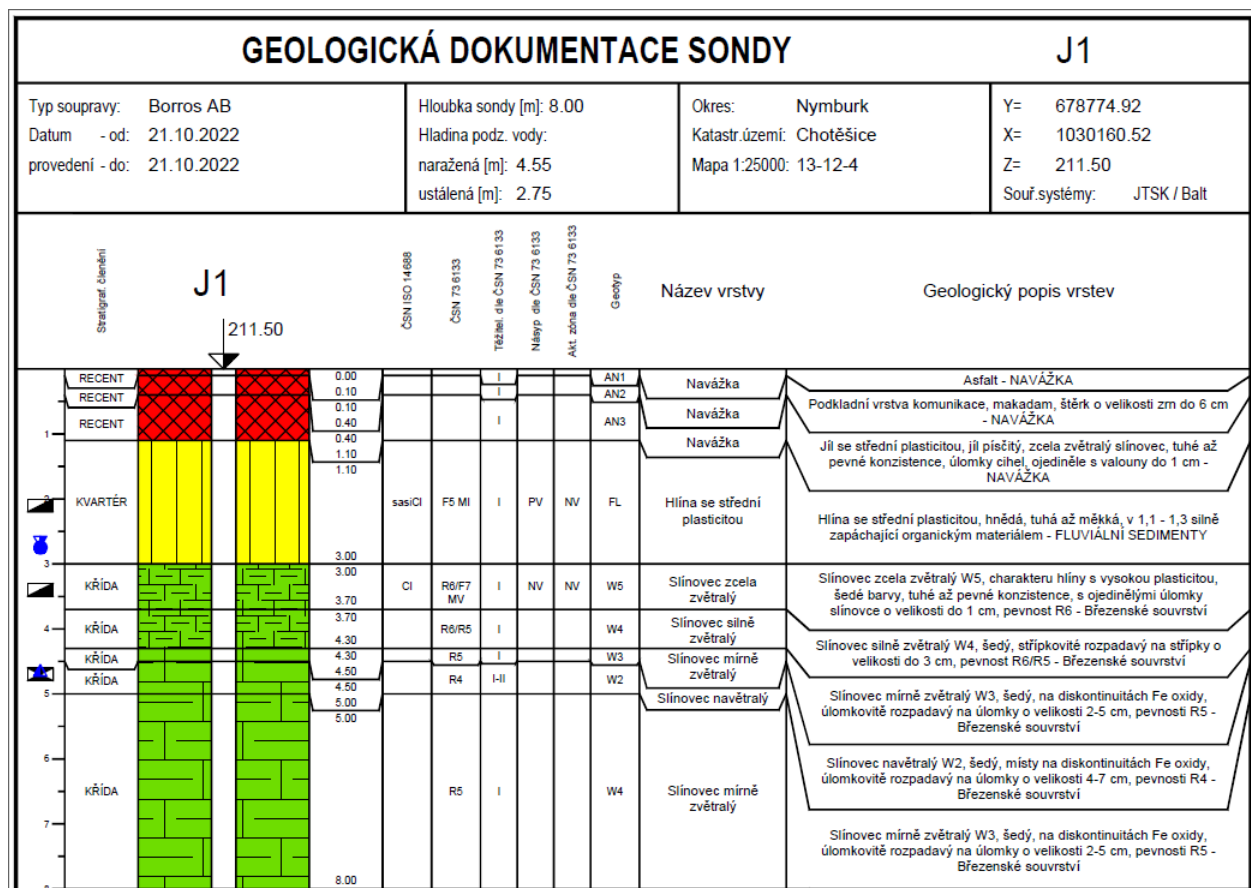 GEOLOGICKÁ DOKUMENTACE SONDY J1
Typ soupravy: Borros AB
Datum - od: 21.10.2022
provedení - do: 21.10.2022
Hloubka sondy [m]: 8.00
Hladina podz. vody:
naražená [m]: 4.55
ustálená [m]: 2.75
Okres: Nymburk
Katastr.území: Chotěšice
Mapa 1:25000: 13-12-4
Y= 678774.92
X= 1030160.52
Z= 211.50
Souř.systémy: JTSK / Balt
Stratigraf. členění
J1
211.50
ČSN ISO 14688
ČSN 73 6133
Těžitel. dle ČSN 73 6133
Násyp dle ČSN 73 6133
Akt. zóna dle ČSN 73 6133
Geotyp
Název vrstvy
Geologický popis vrstev
RECENT 0.00 0.10 I AN1 Navážka
Asfalt - NAVÁŽKA
RECENT 0.10 0.40 I AN2 Navážka
Podkladní vrstva komunikace, makadam, štěrk o velikosti zrn do 6 cm
- NAVÁŽKA
1
RECENT 0.40 1.10 I AN3 Navážka
Jíl se střední plasticitou, jíl písčitý, zcela zvětralý slínovec, tuhé až
pevné konzistence, úlomky cihel, ojediněle s valouny do 1 cm -
NAVÁŽKA
2
KVARTÉR 1.10 3.00 sasiCl F5 MI I PV NV FL Hlína se střední
plasticitou
Hlína se střední plasticitou, hnědá, tuhá až měkká, v 1,1 - 1,3 silně
zapáchající organickým materiálem - FLUVIÁLNÍ SEDIMENTY
3
KŘÍDA 3.00 3.70 Cl R6/F7
MV I NV NV W5 Slínovec zcela
zvětralý
Slínovec zcela zvětralý W5, charakteru hlíny s vysokou plasticitou,
šedé barvy, tuhé až pevné konzistence, s ojedinělými úlomky
slínovce o velikosti do 1 cm, pevnost R6 - Březenské souvrství
4
KŘÍDA 3.70 4.30 R6/R5 I W4 Slínovec silně
zvětralý
Slínovec silně zvětralý W4, šedý, střípkovité rozpadavý na střípky o
velikosti do 3 cm, pevnost R6/R5 - Březenské souvrství
KŘÍDA 4.30 4.50 R5 I W3 Slínovec mírně
zvětralý
Slínovec mírně zvětralý W3, šedý, na diskontinuitách Fe oxidy,
úlomkovitě rozpadavý na úlomky o velikosti 2-5 cm, pevnosti R5 -
Březenské souvrství
5
KŘÍDA 4.50 5.00 R4 I-II W2 Slínovec navětralý
Slínovec navětralý W2, šedý, místy na diskontinuitách Fe oxidy,
úlomkovitě rozpadavý na úlomky o velikosti 4-7 cm, pevnosti R4 -
Březenské souvrství
6
KŘÍDA 5.00 8.00 R5 I W4 Slínovec mírně
zvětralý
7
Slínovec mírně zvětralý W3, šedý, na diskontinuitách Fe oxidy,
úlomkovitě rozpadavý na úlomky o velikosti 2-5 cm, pevnosti R5 -
Březenské souvrství